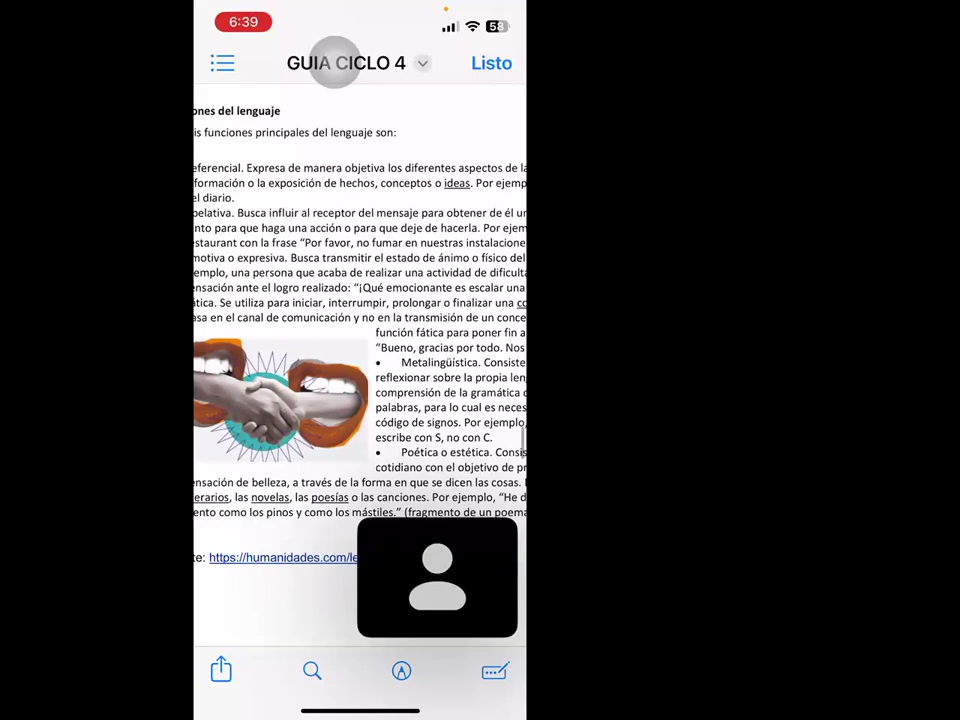 6:39
58
GUIA CICLO 4
Listo
ones del lenguaje
is funciones principales del lenguaje son:
eferencial. Expresa de manera objetiva los diferentes aspectos de la
formación o la exposición de hechos, conceptos o ideas. Por ejemp
el diario.
pelativa. Busca influir al receptor del mensaje para obtener de él un
nto para que haga una acción o para que deje de hacerla. Por ejem
estaurant con la frase “Por favor, no fumar en nuestras instalacione
motiva o expresiva. Busca transmitir el estado de ánimo o físico del
emplo, una persona que acaba de realizar una actividad de dificulta
ensación ante el logro realizado: “¡Qué emocionante es escalar una
ática. Se utiliza para iniciar, interrumpir, prolongar o finalizar una co
asa en el canal de comunicación y no en la transmisión de un conce
función fática para poner fin a
“Bueno, gracias por todo. Nos
• Metalingüística. Consiste
reflexionar sobre la propia len
comprensión de la gramática o
palabras, para lo cual es neces
código de signos. Por ejemplo,
escribe con S, no con C.
• Poética o estética. Consis
cotidiano con el objetivo de pr
ensación de belleza, a través de la forma en que se dicen las cosas.
erarios, las novelas, las poesías o las canciones. Por ejemplo, “He d
ento como los pinos y como los mástiles.” (fragmento de un poema
te: https://humanidades.com/le